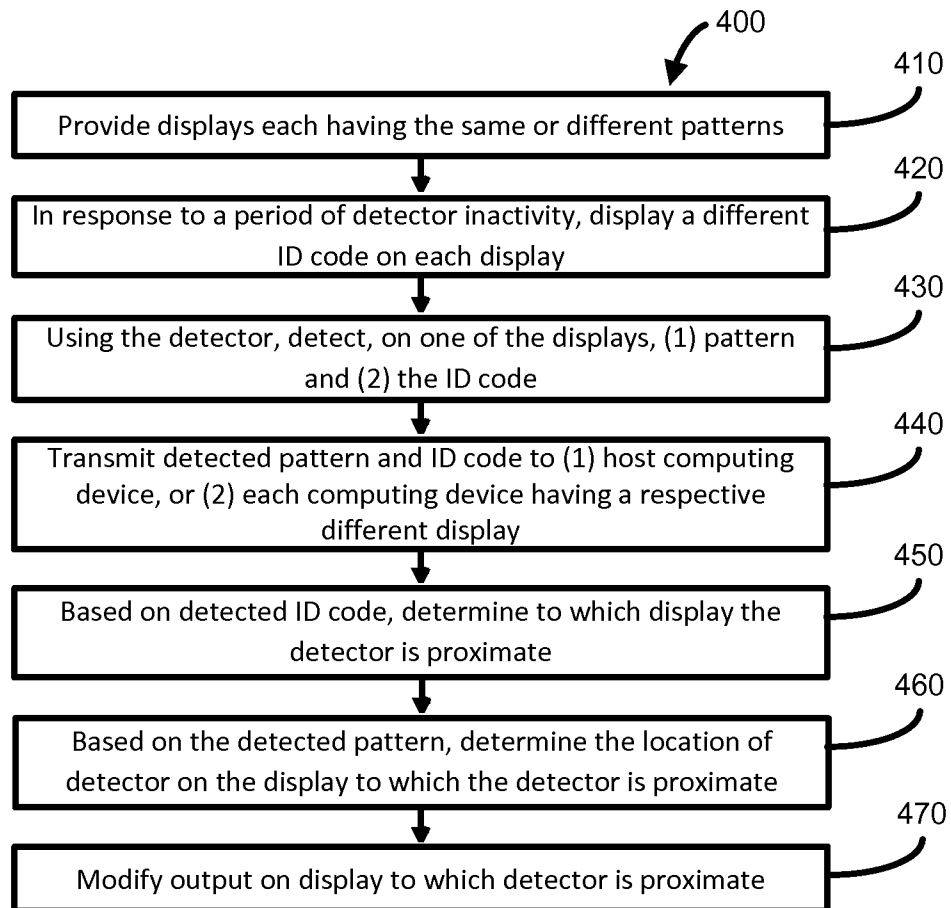 400
410
Provide displays each having the same or different patterns
420
In response to a period of detector inactivity, display a different
ID code on each display
430
Using the detector, detect, on one of the displays, (1) pattern
and (2) the ID code
440
Transmit detected pattern and ID code to (1) host computing
device, or (2) each computing device having a respective
different display
450
Based on detected ID code, determine to which display the
detector is proximate
460
Based on the detected pattern, determine the location of
detector on the display to which the detector is proximate
470
Modify output on display to which detector is proximate